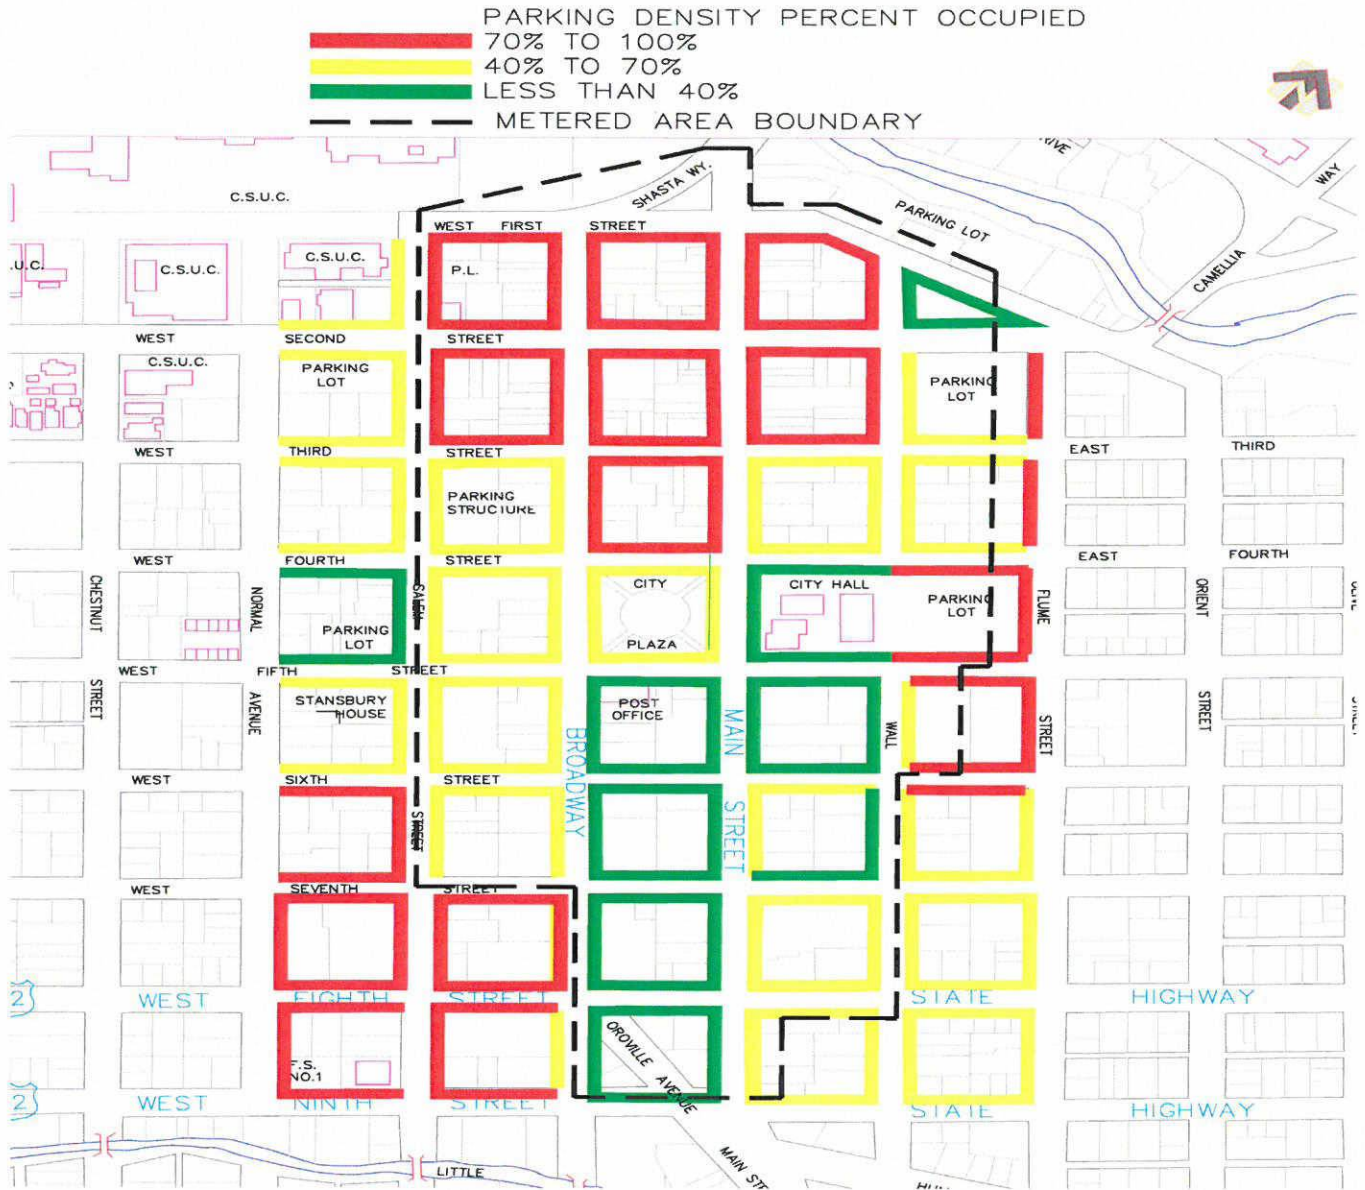 PARKING DENSITY PERCENT OCCUPIED
70% TO 100%
40% TO 70%
LESS THAN 40%
METERED AREA BOUNDARY
WAY
C.S.U.C.
SHASTA WY.
PARKING LOT
WEST FIRST STREET
CAMELLIA
C.S.U.C.
C.S.U.C.
P.L.
WEST SECOND STREET
C.S.U.C.
PARKING
LOT
PARKING
LOT
WEST THIRD STREET EAST THIRD
PARKING
STRUCTURE
WEST FOURTH STREET EAST FOURTH
CHESTNUT
NORMAL
SALEM
CITY
PLAZA
CITY HALL
PARKING
LOT
FLUME
ORIENT
PARKING
LOT
WEST FIFTH STREET
STREET
AVENUE
STANSBURY
HOUSE
POST
OFFICE
MAIN
WALL
STREET
STREET
BROADWAY
WEST SIXTH STREET
STREET
STREET
WEST SEVENTH STREET
2
WEST EIGHTH STREET STATE HIGHWAY
OROVILLE AVENUE
F.S.
NO.1
2
WEST NINTH STREET STATE HIGHWAY
LITTLE
MAIN